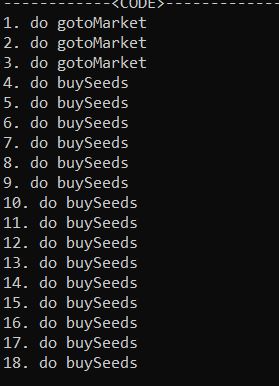 ------------<CODE>-------------
1. do gotoMarket
2. do gotoMarket
3. do gotoMarket
4. do buySeeds
5. do buySeeds
6. do buySeeds
7. do buySeeds
8. do buySeeds
9. do buySeeds
10. do buySeeds
11. do buySeeds
12. do buySeeds
13. do buySeeds
14. do buySeeds
15. do buySeeds
16. do buySeeds
17. do buySeeds
18. do buySeeds